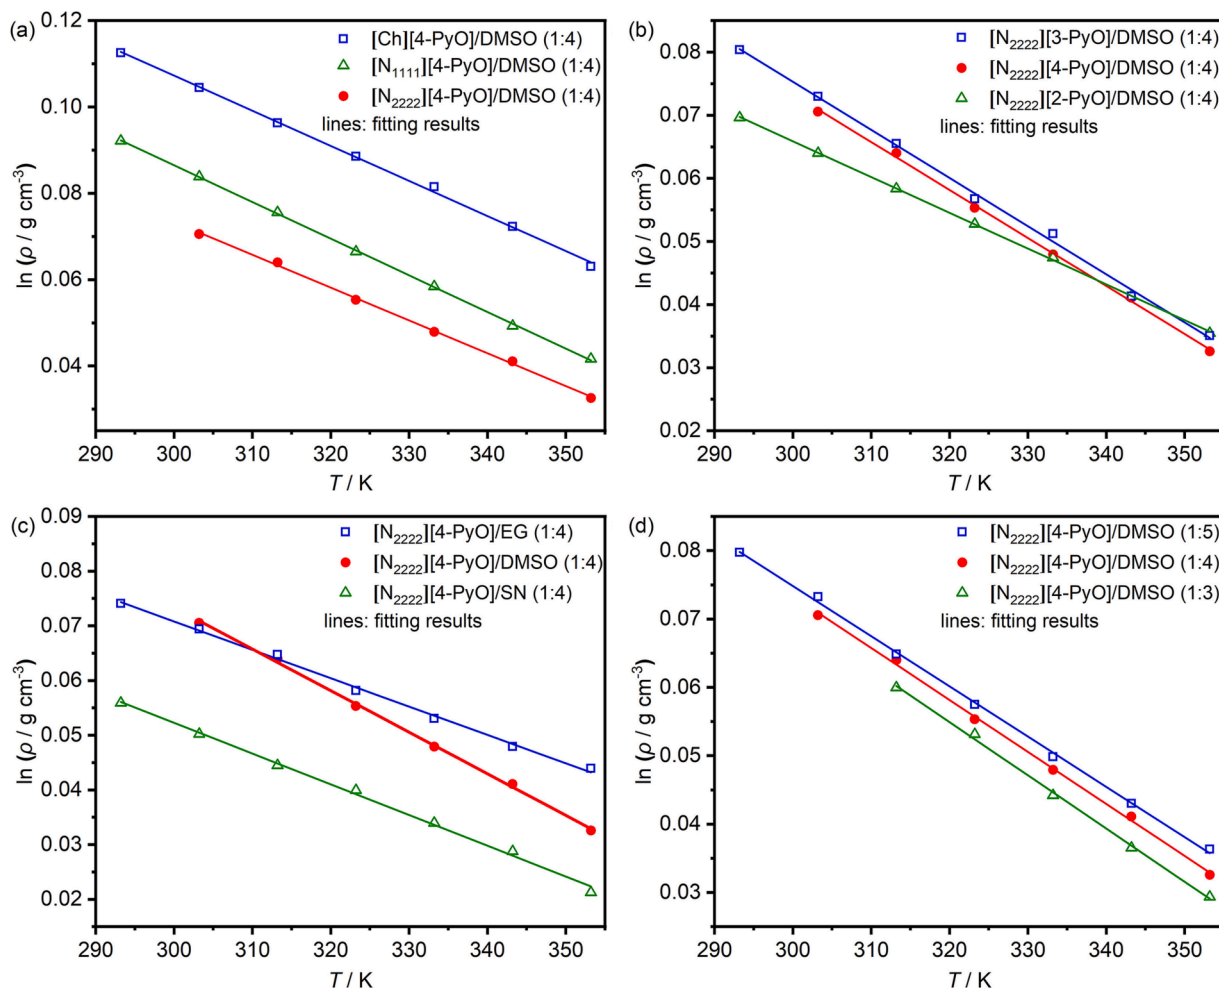 (a)
[Ch][4-PyO]/DMSO (1:4)
[N₁₁₁₁][4-PyO]/DMSO (1:4)
[N₂₂₂₂][4-PyO]/DMSO (1:4)
lines: fitting results
ln (ρ / g cm⁻³)
0.12
0.10
0.08
0.06
0.04
290 300 310 320 330 340 350
T / K
(b)
[N₂₂₂₂][3-PyO]/DMSO (1:4)
[N₂₂₂₂][4-PyO]/DMSO (1:4)
[N₂₂₂₂][2-PyO]/DMSO (1:4)
lines: fitting results
ln (ρ / g cm⁻³)
0.08
0.07
0.06
0.05
0.04
0.03
0.02
290 300 310 320 330 340 350
T / K
(c)
[N₂₂₂₂][4-PyO]/EG (1:4)
[N₂₂₂₂][4-PyO]/DMSO (1:4)
[N₂₂₂₂][4-PyO]/SN (1:4)
lines: fitting results
ln (ρ / g cm⁻³)
0.09
0.08
0.07
0.06
0.05
0.04
0.03
0.02
290 300 310 320 330 340 350
T / K
(d)
[N₂₂₂₂][4-PyO]/DMSO (1:5)
[N₂₂₂₂][4-PyO]/DMSO (1:4)
[N₂₂₂₂][4-PyO]/DMSO (1:3)
lines: fitting results
ln (ρ / g cm⁻³)
0.08
0.07
0.06
0.05
0.04
0.03
290 300 310 320 330 340 350
T / K